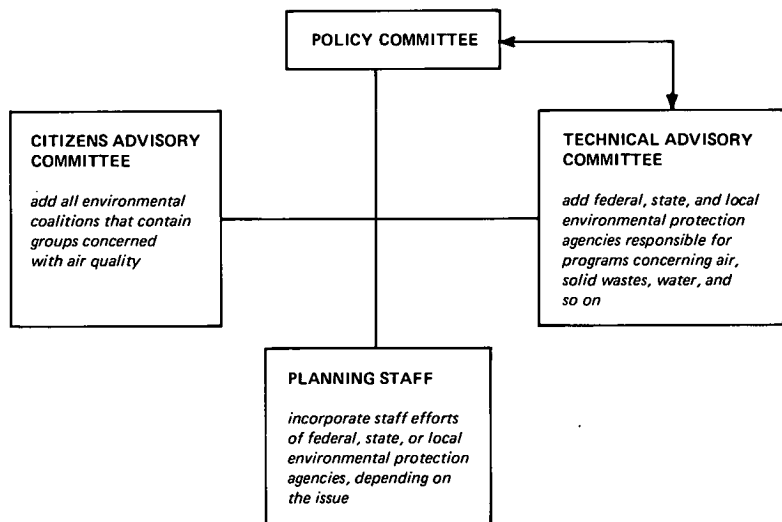 POLICY COMMITTEE
CITIZENS ADVISORY
COMMITTEE
add all environmental
coalitions that contain
groups concerned
with air quality
TECHNICAL ADVISORY
COMMITTEE
add federal, state, and local
environmental protection
agencies responsible for
programs concerning air,
solid wastes, water, and
so on
PLANNING STAFF
incorporate staff efforts
of federal, state, or local
environmental protection
agencies, depending on
the issue